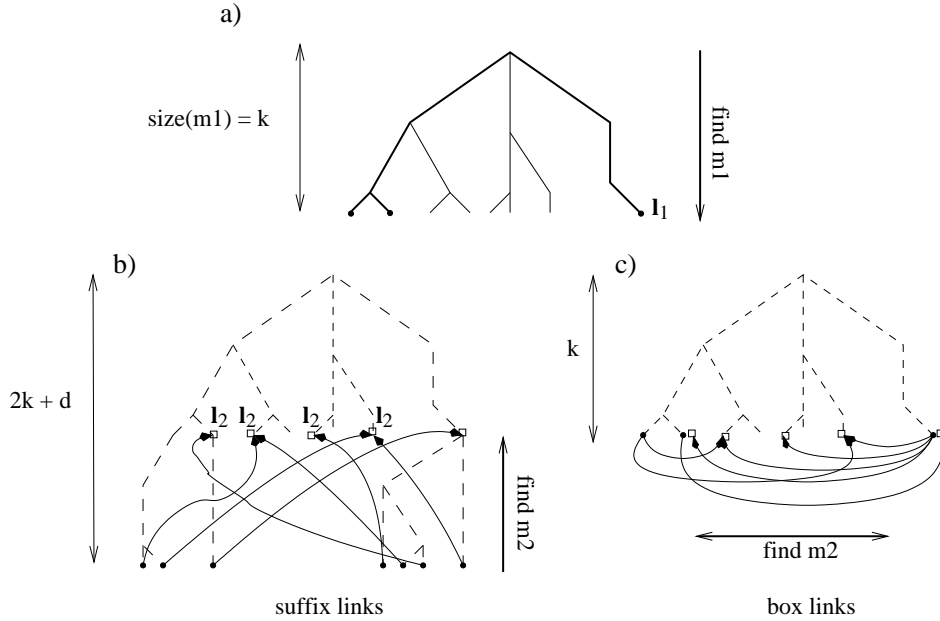 a)
size(m1) = k
find m1
l1
b)
c)
2k + d
k
l2 l2 l2 l2
find m2
find m2
suffix links
box links